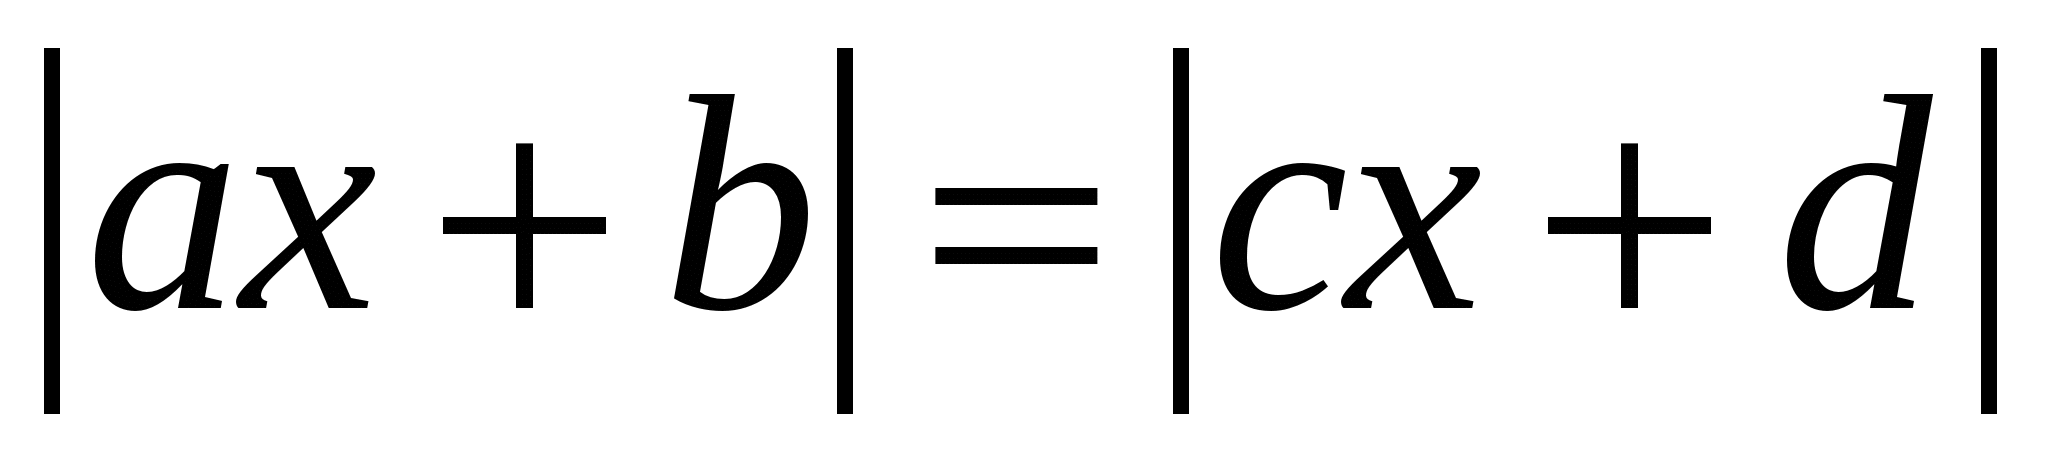 |ax + b| = |cx + d|